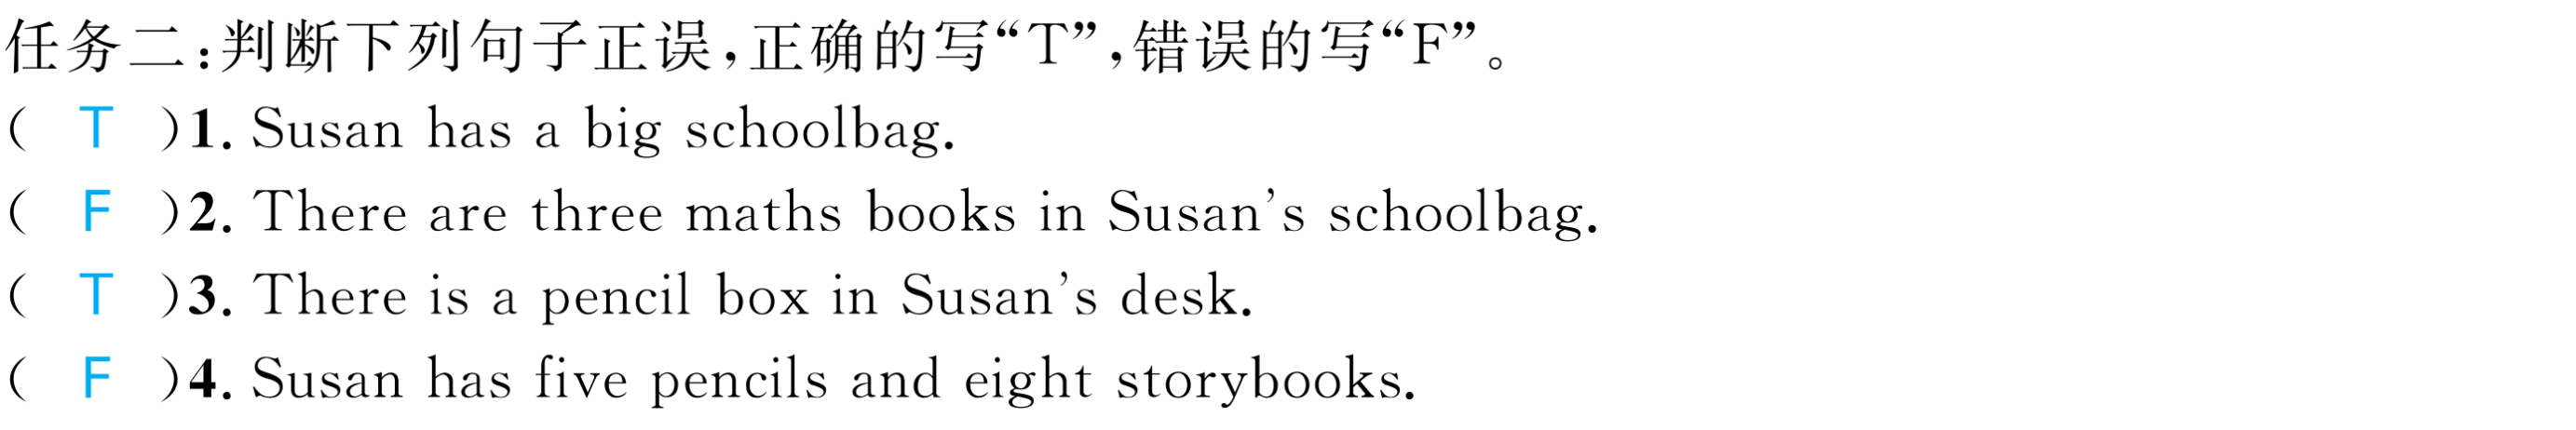 任务二:判断下列句子正误,正确的写“T”,错误的写“F”。
( T )1. Susan has a big schoolbag.
( F )2. There are three maths books in Susan’s schoolbag.
( T )3. There is a pencil box in Susan’s desk.
( F )4. Susan has five pencils and eight storybooks.